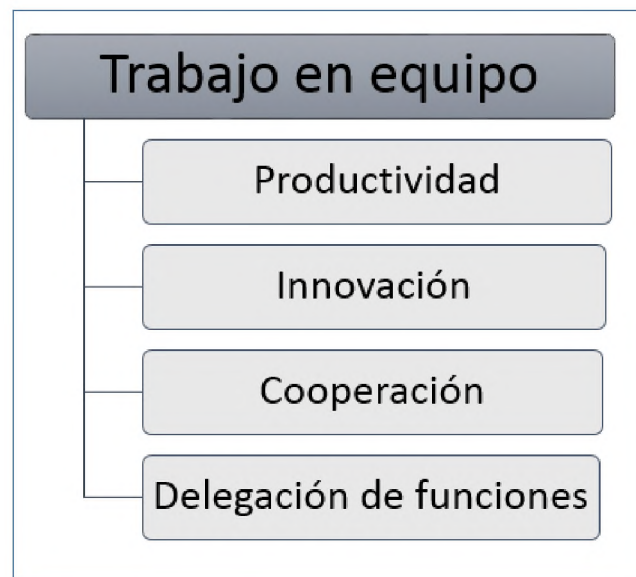 Trabajo en equipo
Productividad
Innovación
Cooperación
Delegación de funciones